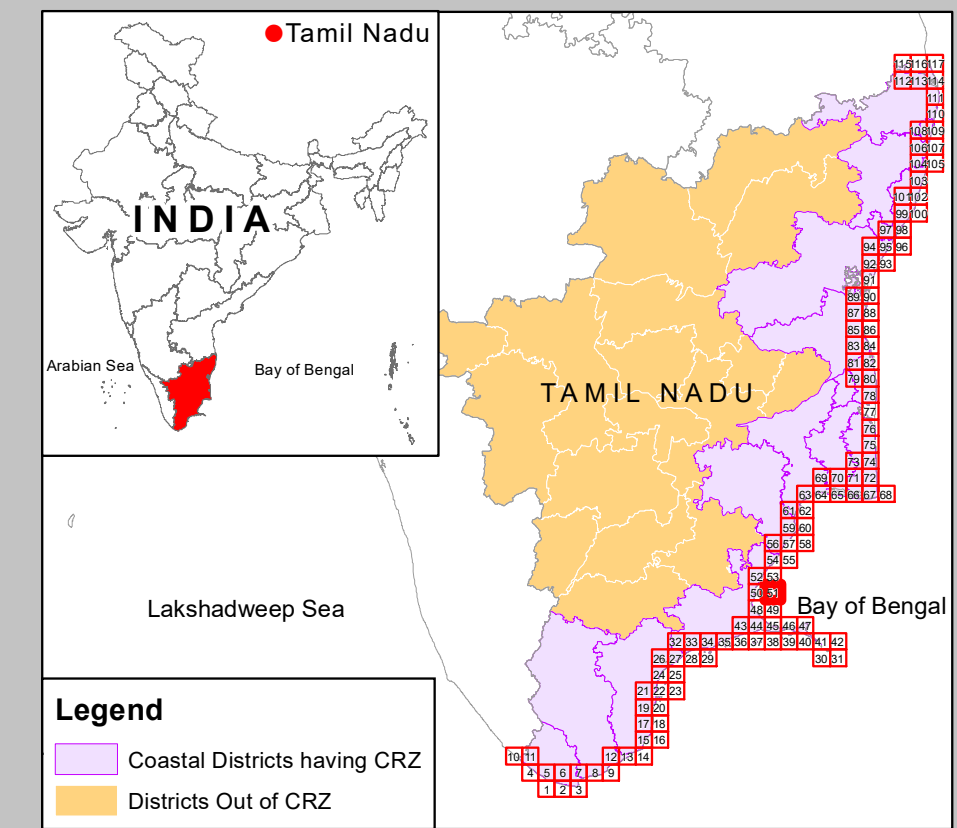 Tamil Nadu
INDIA
Arabian Sea
Bay of Bengal
TAMIL NADU
Lakshadweep Sea
Bay of Bengal
Legend
Coastal Districts having CRZ
Districts Out of CRZ
115 116 117
112 113 114
111
110
108 109
106 107
104 105
103
101 102
99 100
97 98
94 95 96
92 93
91
89 90
87 88
85 86
83 84
81 82
79 80
78
77
76
75
73 74
69 70 71 72
63 64 65 66 67 68
61 62
59 60
56 57 58
54 55
52 53
50 51
48 49
43 44 45 46 47
32 33 34 35 36 37 38 39 40 41 42
26 27 28 29 30 31
24 25
21 22 23
19 20
17 18
15 16
10 11 12 13 14
4 5 6 7 8 9
1 2 3